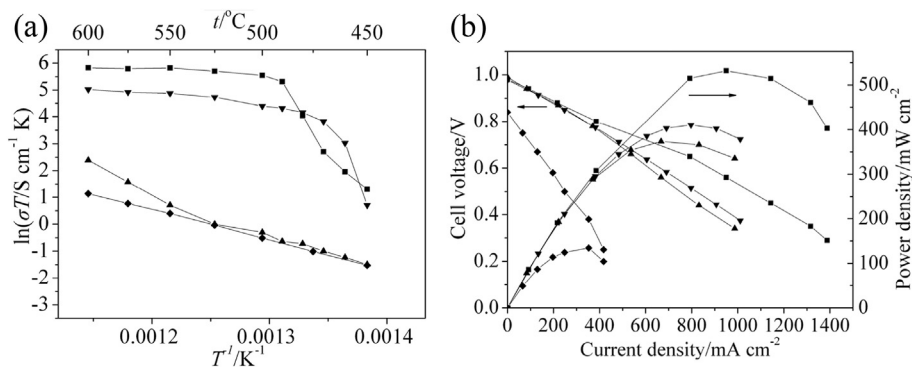 (a)
t/°C
600 550 500 450
6
5
4
3
2
1
0
-1
-2
-3
ln(σT/S cm⁻¹ K)
0.0012 0.0013 0.0014
T⁻¹/K⁻¹
(b)
1.0
0.8
0.6
0.4
0.2
0.0
Cell voltage/V
500
400
300
200
100
0
Power density/mW cm⁻²
0 200 400 600 800 1000 1200 1400
Current density/mA cm⁻²